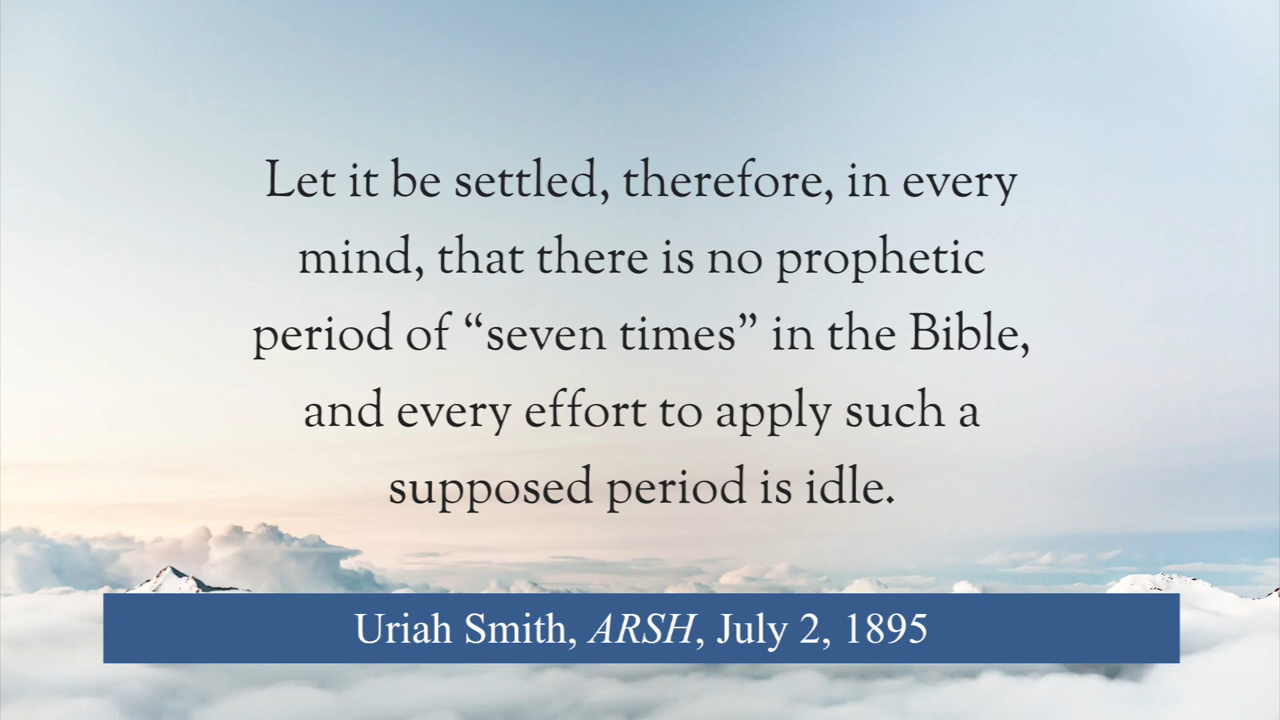 Let it be settled, therefore, in every
mind, that there is no prophetic
period of “seven times” in the Bible,
and every effort to apply such a
supposed period is idle.
Uriah Smith, ARSH, July 2, 1895